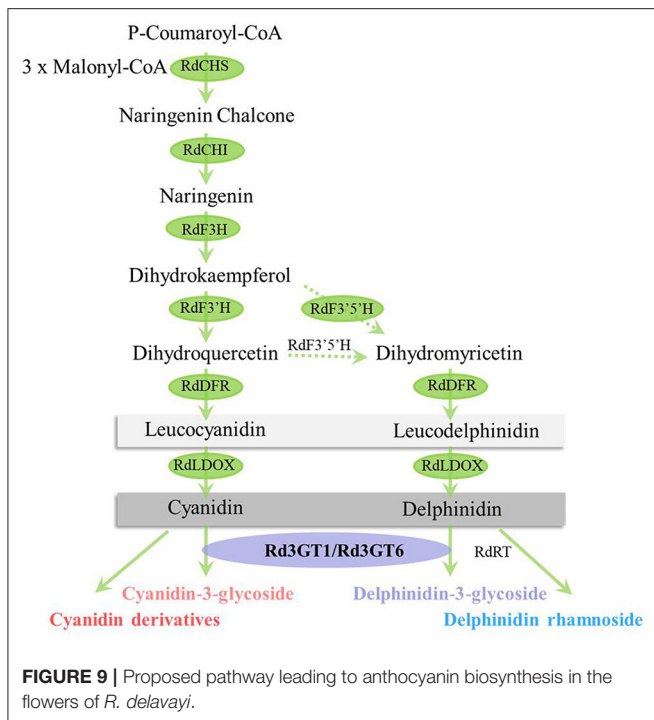 P-Coumaroyl-CoA
3 x Malonyl-CoA RdCHS
Naringenin Chalcone
RdCHI
Naringenin
RdF3H
Dihydrokaempferol
RdF3'H RdF3'5'H
Dihydroquercetin RdF3'5'H Dihydromyricetin
RdDFR RdDFR
Leucocyanidin Leucodelphinidin
RdLDOX RdLDOX
Cyanidin Delphinidin
Rd3GT1/Rd3GT6 RdRT
Cyanidin-3-glycoside Delphinidin-3-glycoside
Cyanidin derivatives Delphinidin rhamnoside
FIGURE 9 | Proposed pathway leading to anthocyanin biosynthesis in the
flowers of R. delavayi.